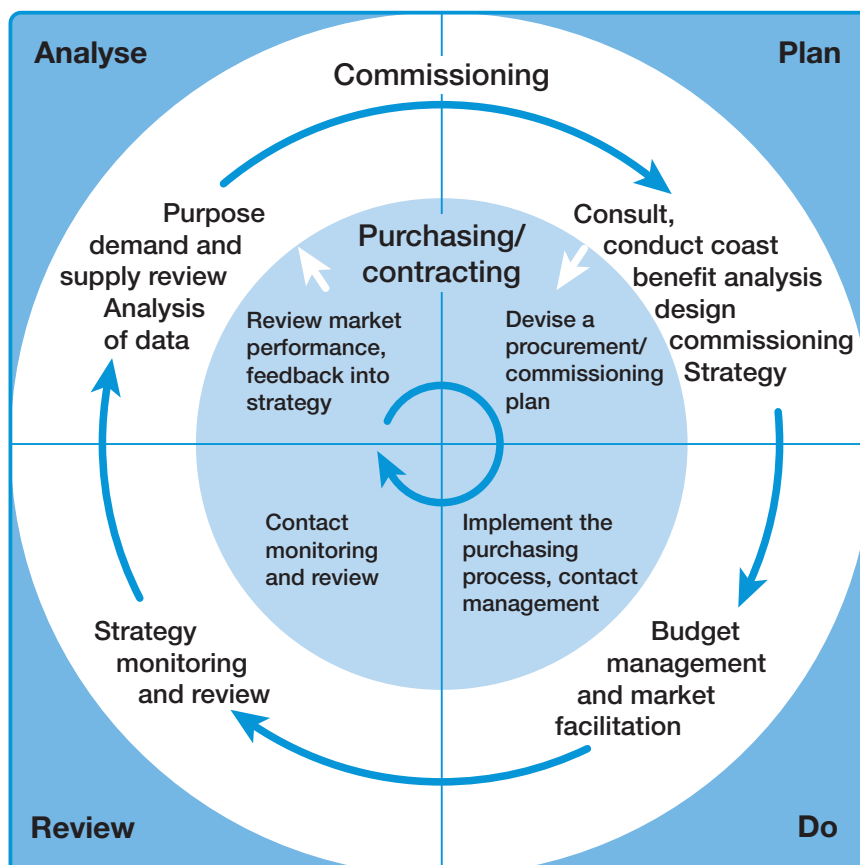 Analyse
Plan
Commissioning
Purpose
demand and
supply review
Analysis
of data
Consult,
conduct coast
benefit analysis
design
commissioning
Strategy
Purchasing/
contracting
Review market
performance,
feedback into
strategy
Devise a
procurement/
commissioning
plan
Contact
monitoring
and review
Implement the
purchasing
process, contact
management
Strategy
monitoring
and review
Budget
management
and market
facilitation
Review
Do